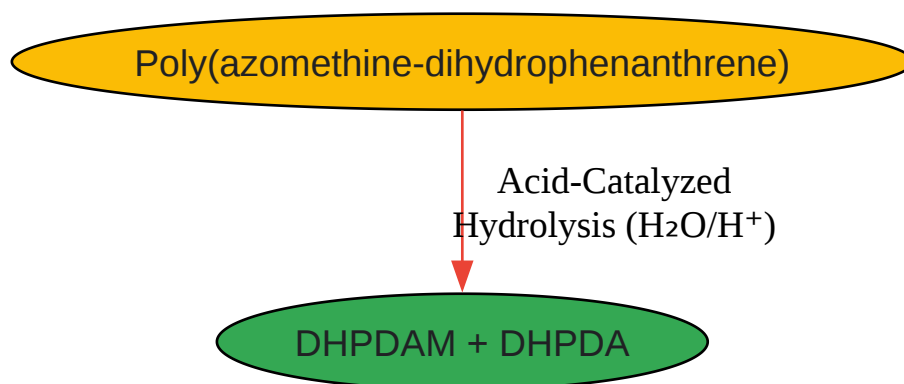 Poly(azomethine-dihydrophenanthrene)
Acid-Catalyzed
Hydrolysis (H₂O/H⁺)
DHPDAM + DHPDA